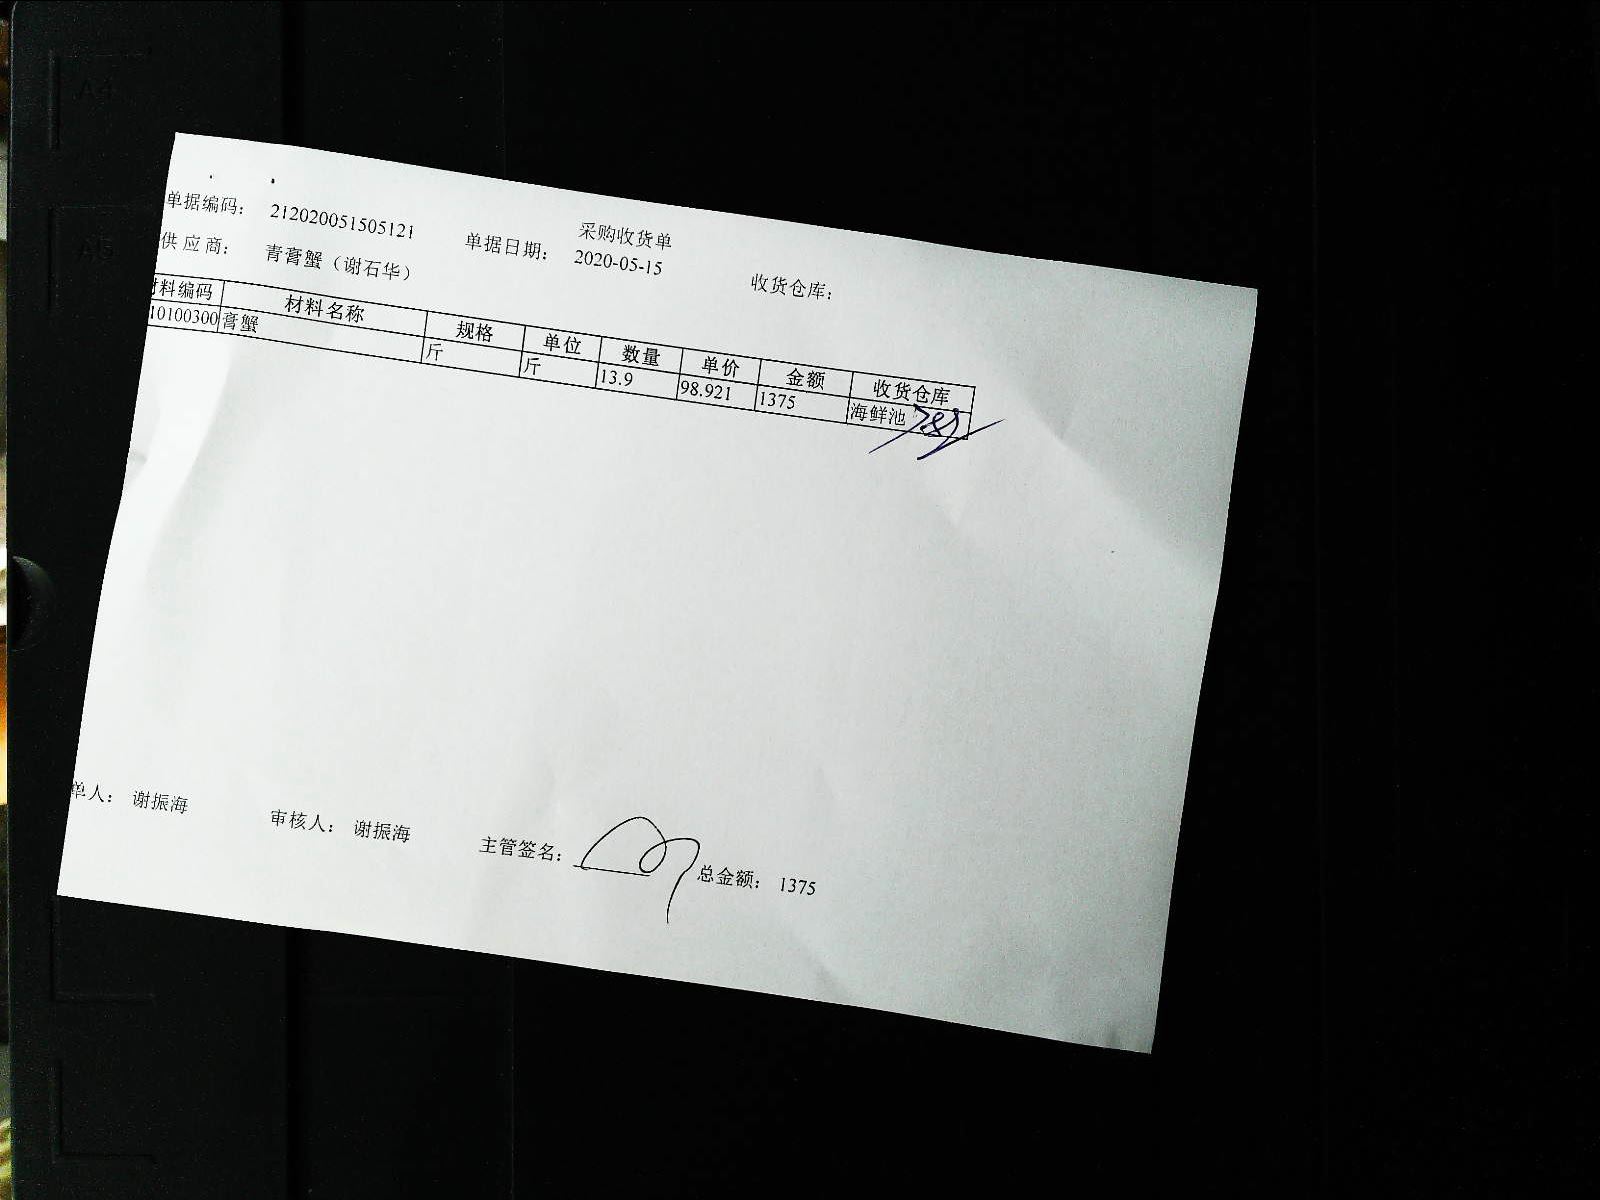 采购收货单
单据编码： 212020051505121 单据日期： 2020-05-15 收货仓库：
供应商： 青膏蟹（谢石华）
材料编码 材料名称 规格 单位 数量 单价 金额 收货仓库
10100300 膏蟹 斤 斤 13.9 98.921 1375 海鲜池
单人： 谢振海 审核人： 谢振海 主管签名： 总金额： 1375